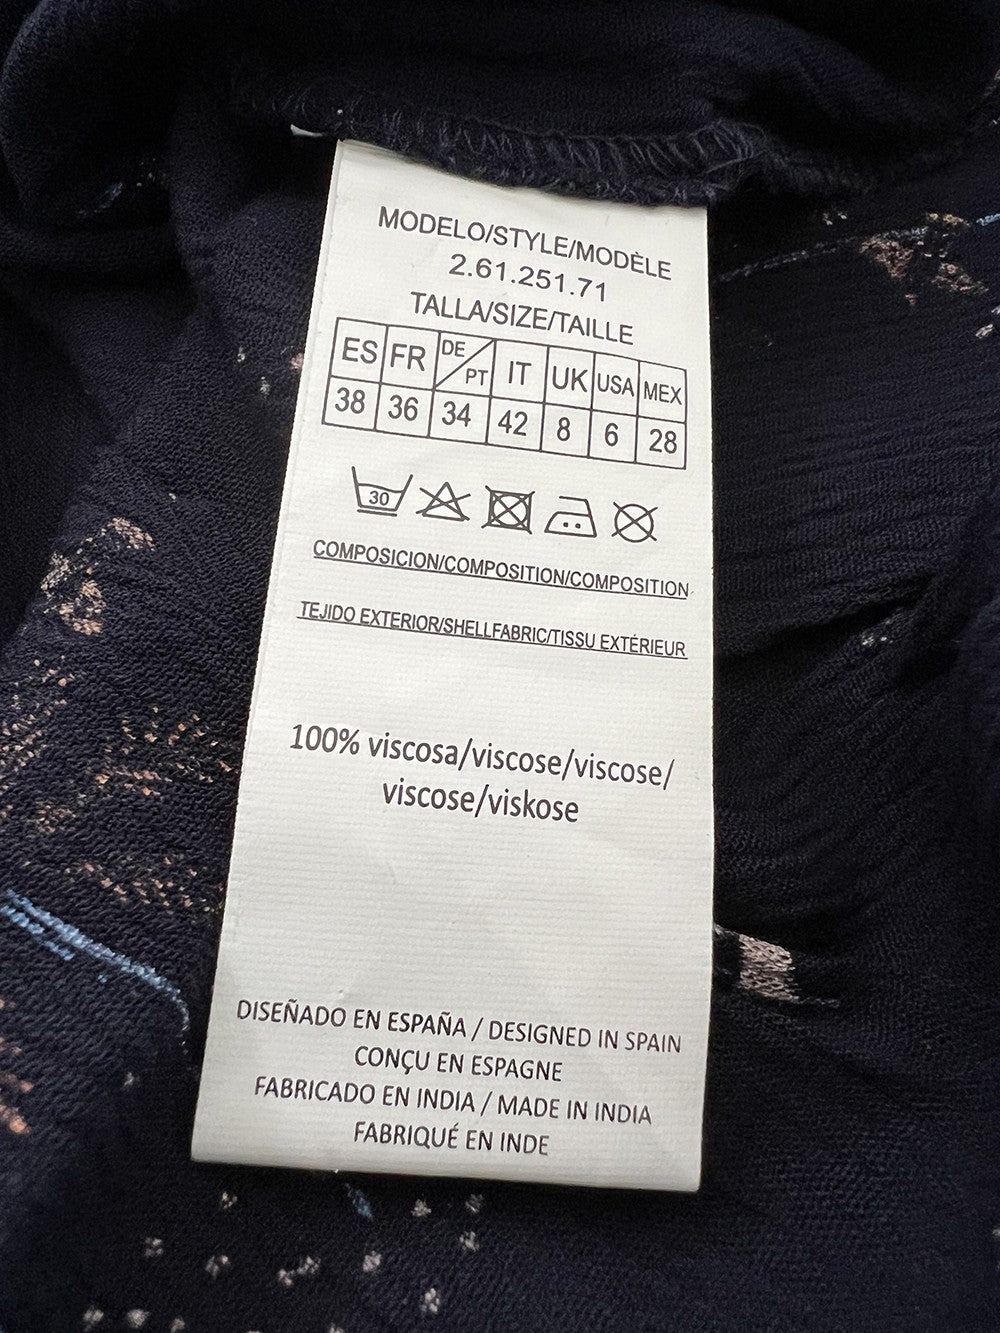 MODELO/STYLE/MODÈLE
2.61.251.71
TALLA/SIZE/TAILLE
ES FR DE/PT IT UK USA MEX
38 36 34 42 8 6 28
30
COMPOSICION/COMPOSITION/COMPOSITION
TEJIDO EXTERIOR/SHELLFABRIC/TISSU EXTÉRIEUR
100% viscosa/viscose/viscose/
viscose/viskose
DISEÑADO EN ESPAÑA / DESIGNED IN SPAIN
CONÇU EN ESPAGNE
FABRICADO EN INDIA / MADE IN INDIA
FABRIQUÉ EN INDE